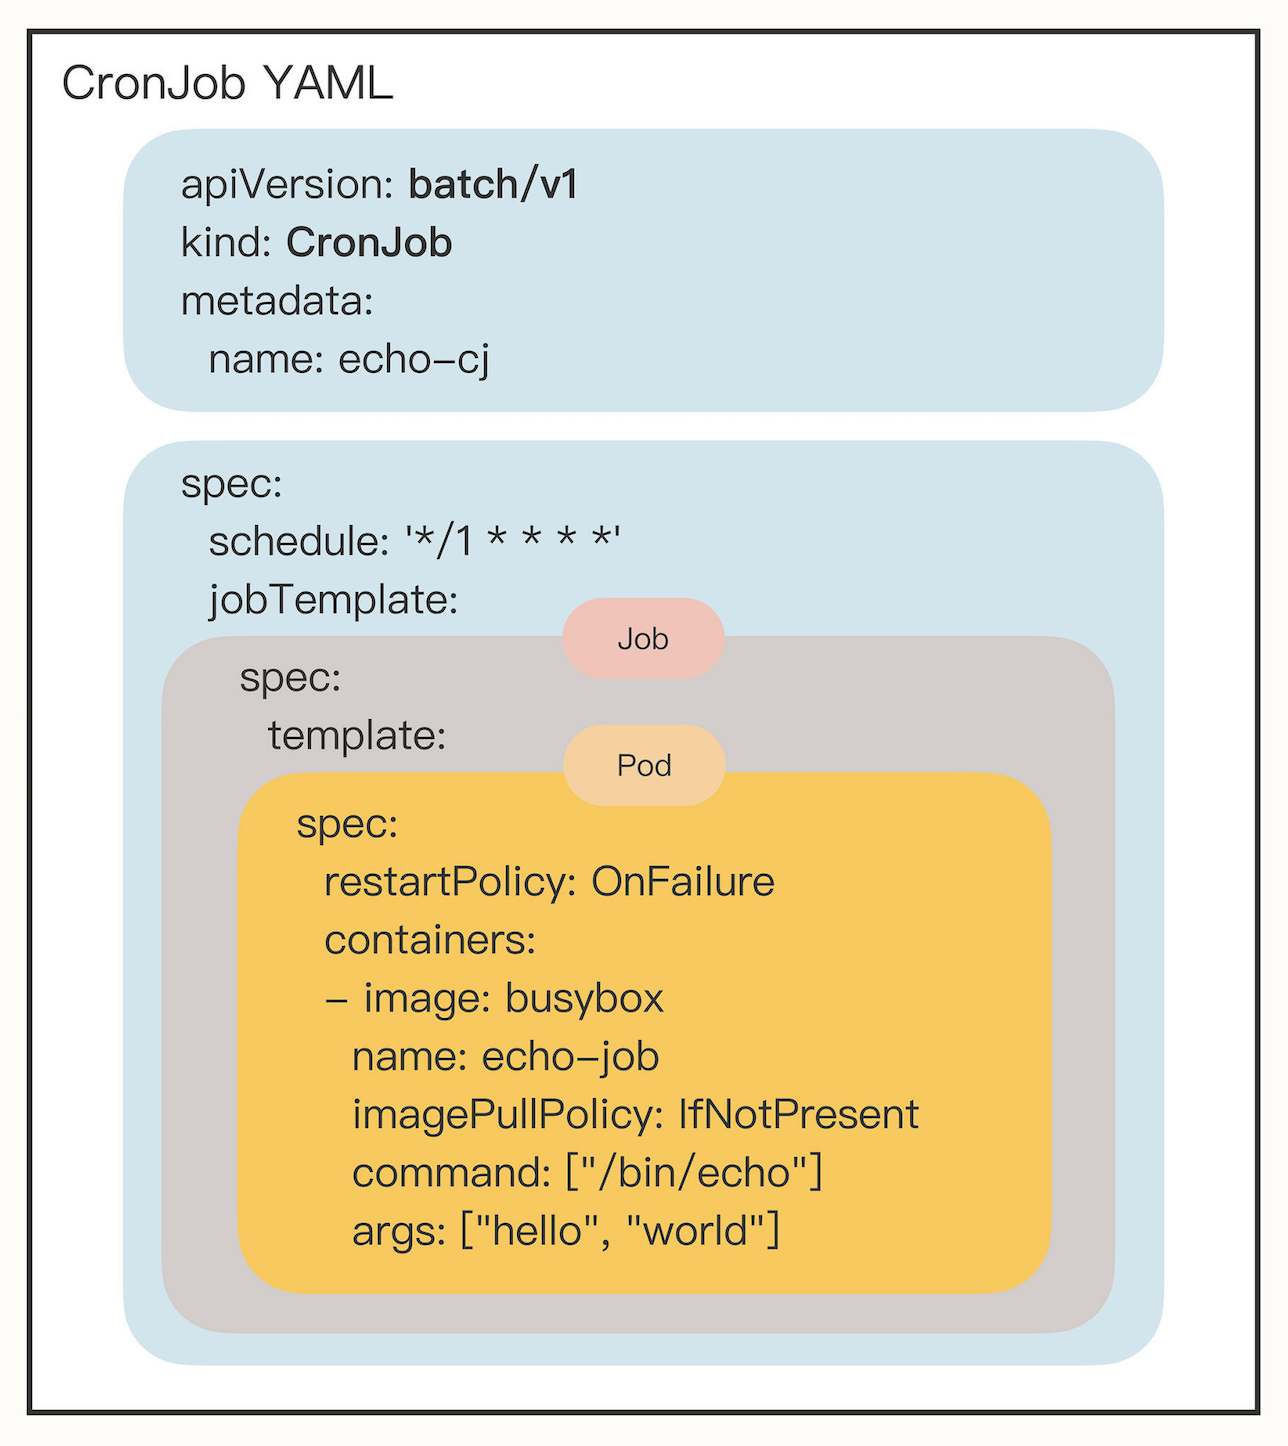 CronJob YAML
apiVersion: batch/v1
kind: CronJob
metadata:
name: echo-cj
spec:
schedule: '*/1 * * * *'
jobTemplate:
Job
spec:
template:
Pod
spec:
restartPolicy: OnFailure
containers:
- image: busybox
name: echo-job
imagePullPolicy: IfNotPresent
command: ["/bin/echo"]
args: ["hello", "world"]